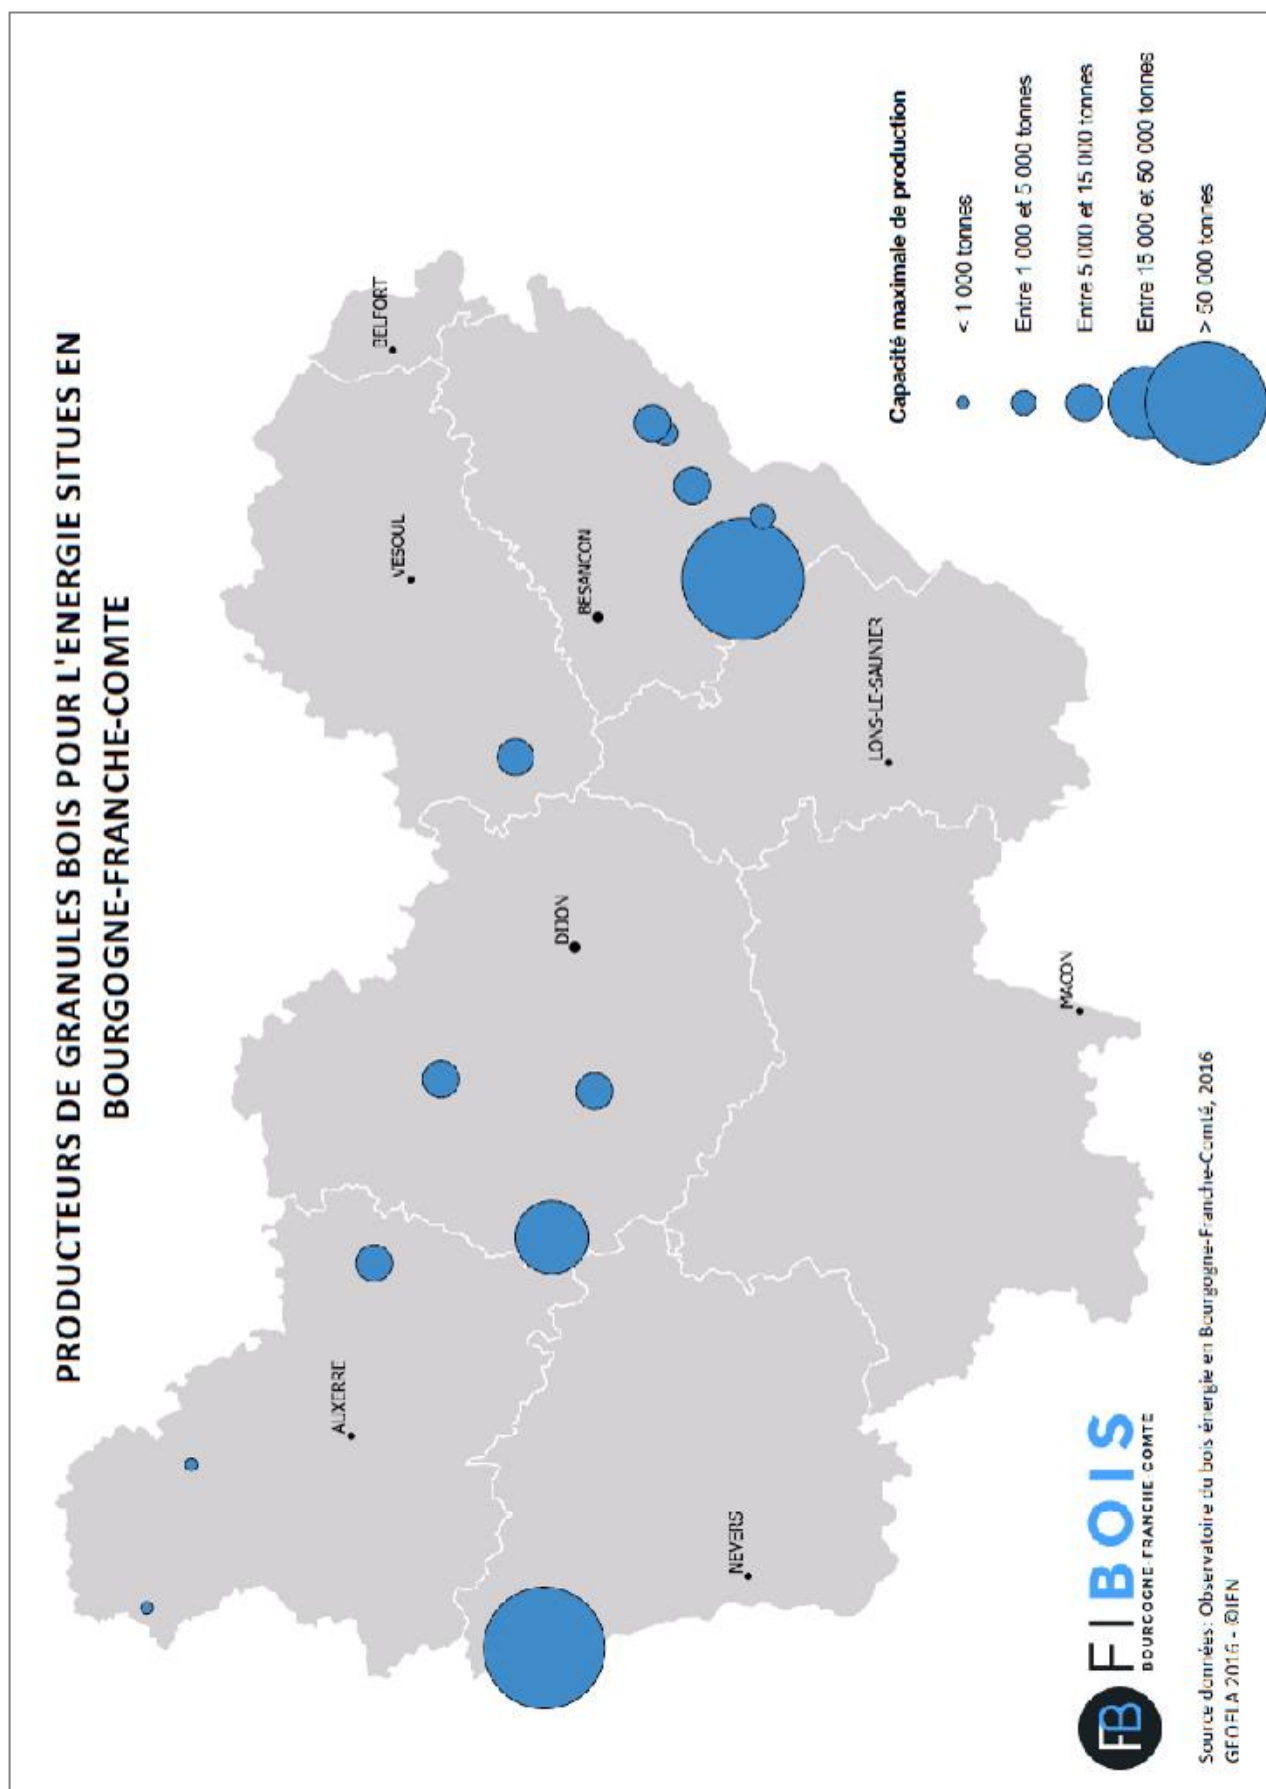 PRODUCTEURS DE GRANULES BOIS POUR L'ENERGIE SITUES EN
BOURGOGNE-FRANCHE-COMTE
BELFORT
VESOUL
BESANCON
LONS-LE-SAUNIER
DIJON
MACON
AUXERRE
NEVERS
Capacité maximale de production
< 1 000 tonnes
Entre 1 000 et 5 000 tonnes
Entre 5 000 et 15 000 tonnes
Entre 15 000 et 50 000 tonnes
> 50 000 tonnes
FB FIBOIS
BOURGOGNE-FRANCHE-COMTE
Source données: Observatoire du bois énergie en Bourgogne-Franche-Comté, 2016
GEOFLA 2016 - ©IFN